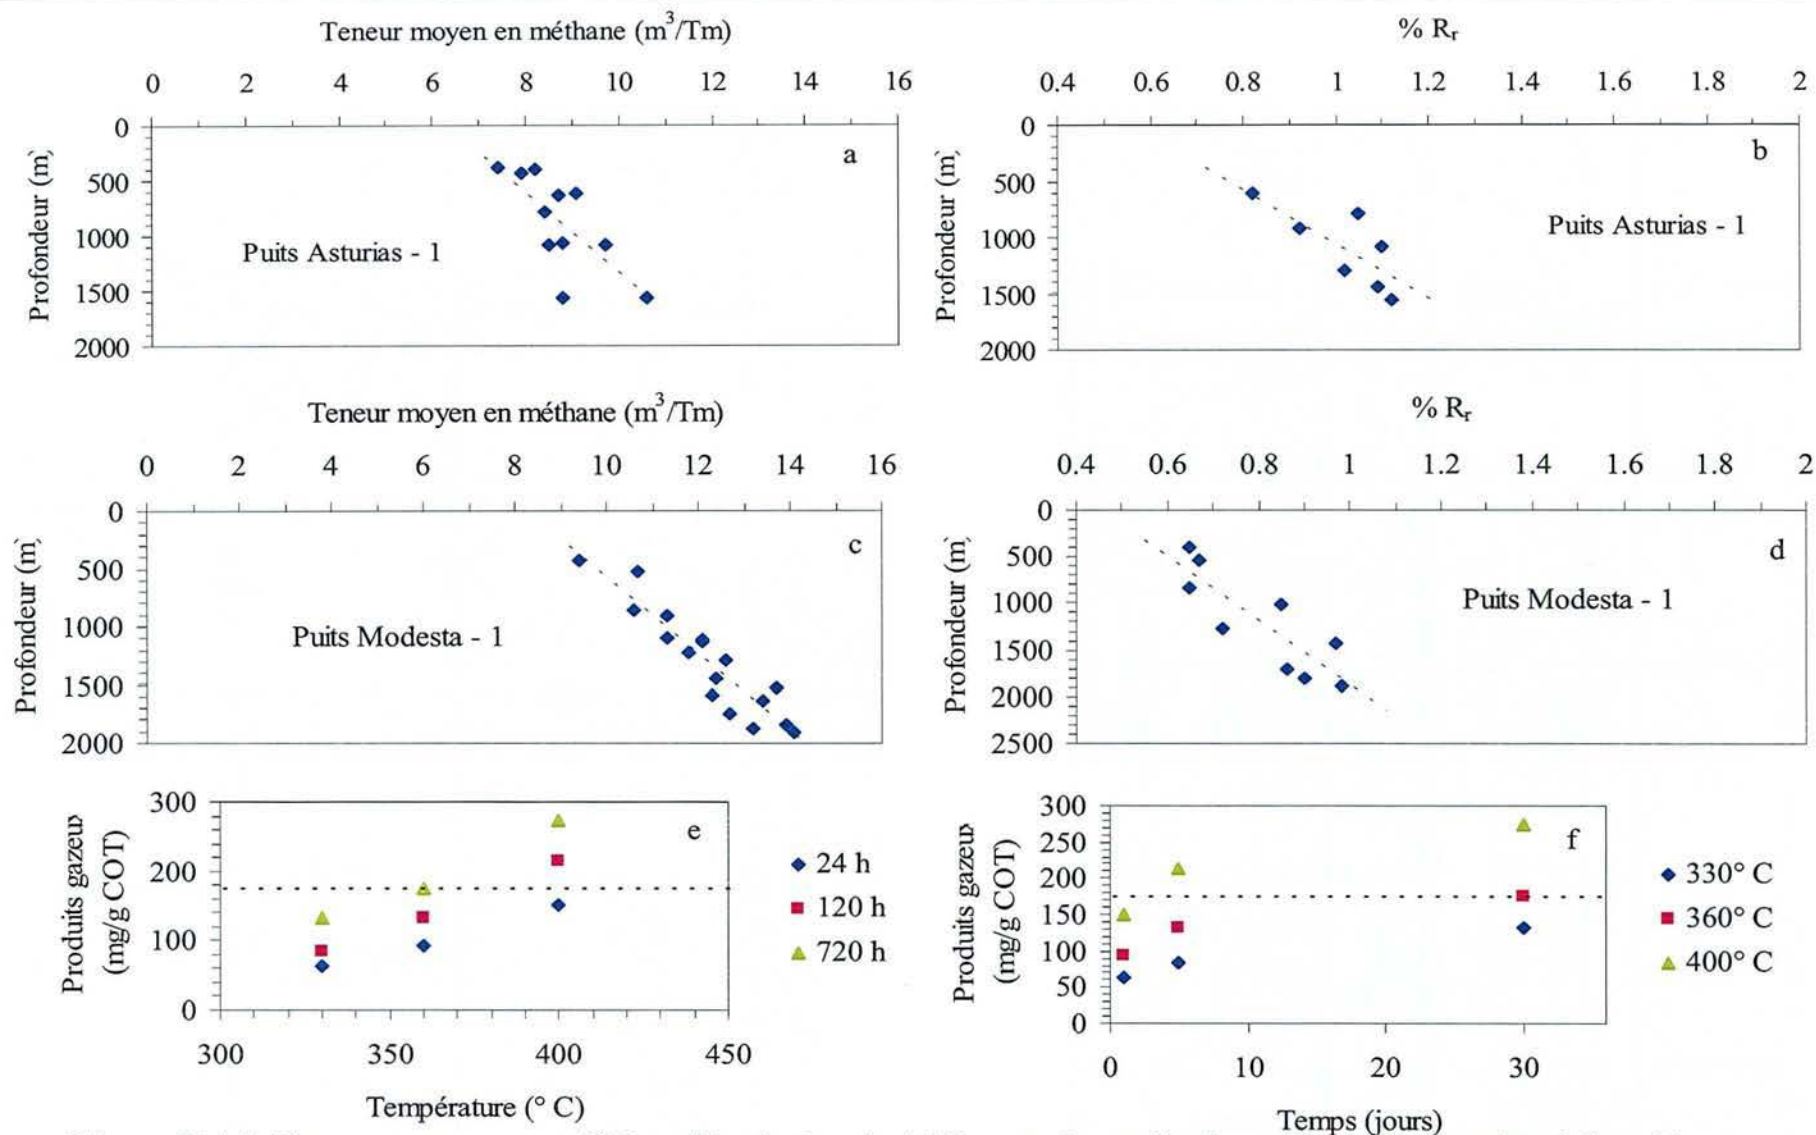 Teneur moyen en méthane (m³/Tm)
0 2 4 6 8 10 12 14 16
0
500
1000
1500
2000
Profondeur (m)
a
Puits Asturias - 1
% Rr
0.4 0.6 0.8 1 1.2 1.4 1.6 1.8 2
0
500
1000
1500
2000
Profondeur (m)
b
Puits Asturias - 1
Teneur moyen en méthane (m³/Tm)
0 2 4 6 8 10 12 14 16
0
500
1000
1500
2000
Profondeur (m)
c
Puits Modesta - 1
% Rr
0.4 0.6 0.8 1 1.2 1.4 1.6 1.8 2
0
500
1000
1500
2000
2500
Profondeur (m)
d
Puits Modesta - 1
300
200
100
0
Produits gazeux
(mg/g COT)
e
24 h
120 h
720 h
300 350 400 450
Température (° C)
300
250
200
150
100
50
0
Produits gazeux
(mg/g COT)
f
330° C
360° C
400° C
0 10 20 30
Temps (jours)